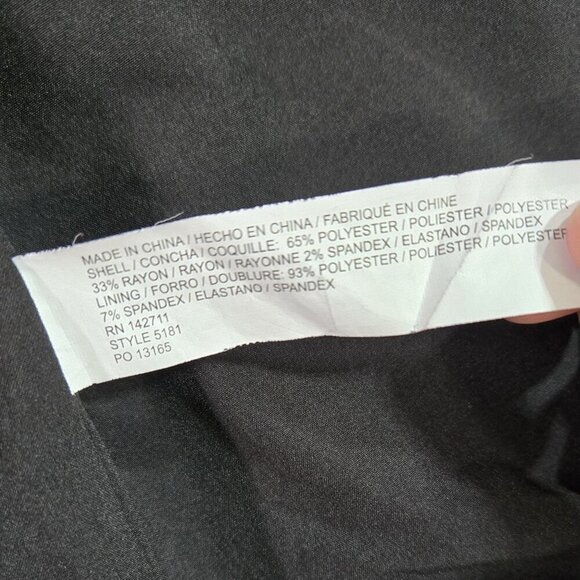 MADE IN CHINA / HECHO EN CHINA / FABRIQUÉ EN CHINE
SHELL / CONCHA / COQUILLE: 65% POLYESTER / POLIESTER / POLYESTER
33% RAYON / RAYON / RAYONNE 2% SPANDEX / ELASTANO / SPANDEX
LINING / FORRO / DOUBLURE: 93% POLYESTER / POLIESTER / POLYESTER
7% SPANDEX / ELASTANO / SPANDEX
RN 142711
STYLE 5181
PO 13165